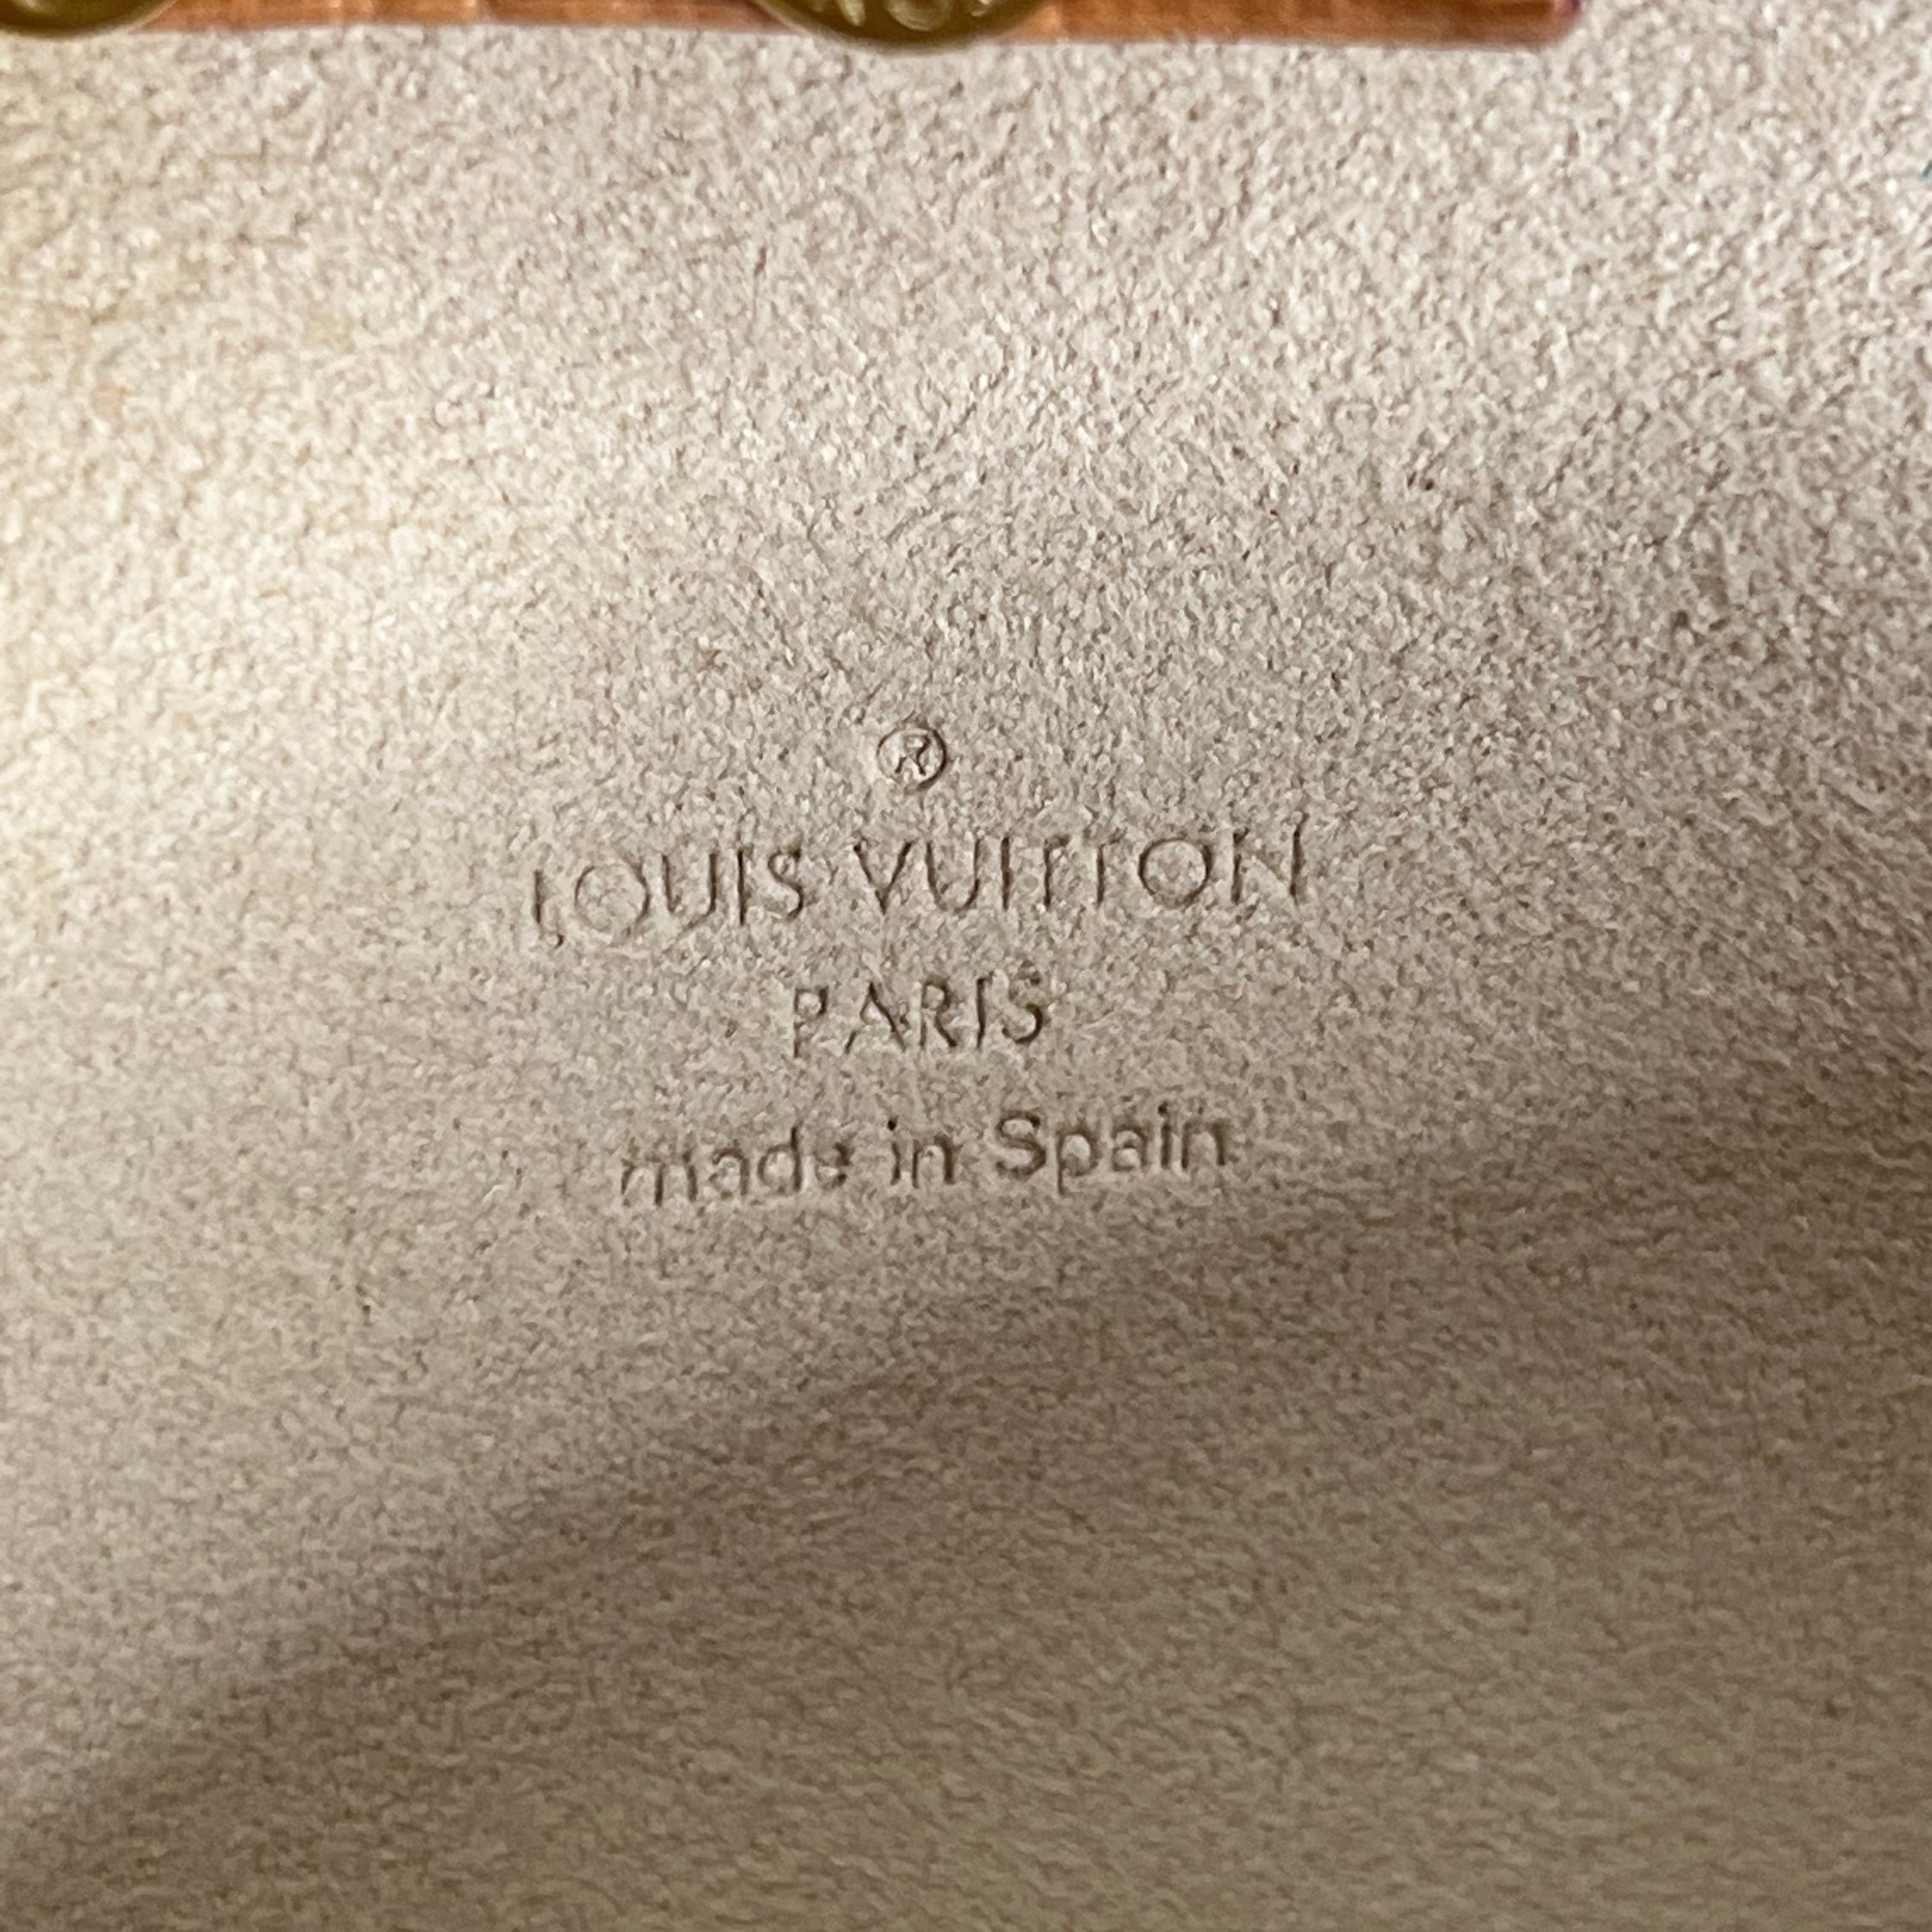 ®
LOUIS VUITTON
PARIS
made in Spain